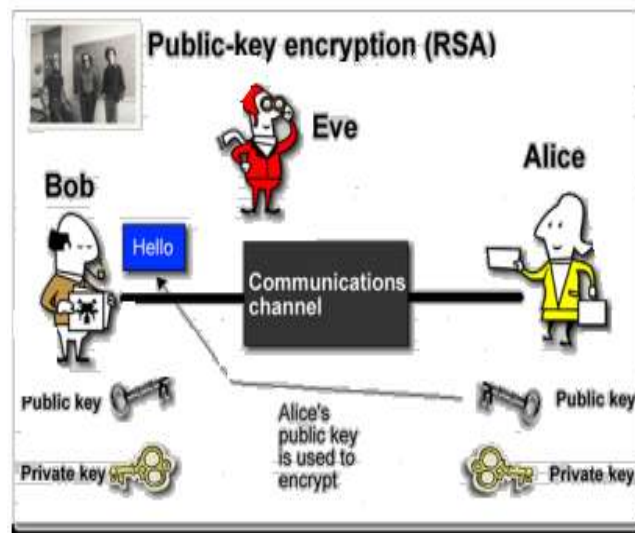 Public-key encryption (RSA)
Eve
Alice
Bob
Hello
Communications
channel
Public key
Alice's
public key
is used to
encrypt
Public key
Private key
Private key